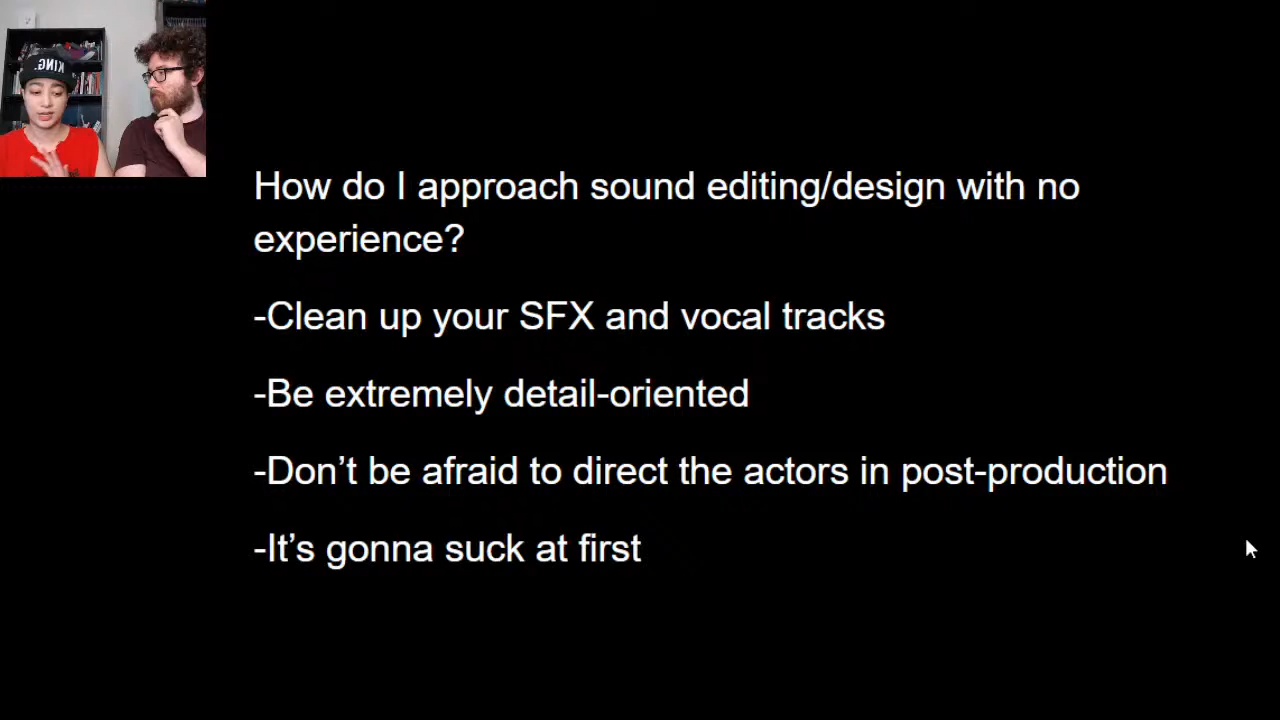 KING
How do I approach sound editing/design with no
experience?
-Clean up your SFX and vocal tracks
-Be extremely detail-oriented
-Don’t be afraid to direct the actors in post-production
-It’s gonna suck at first